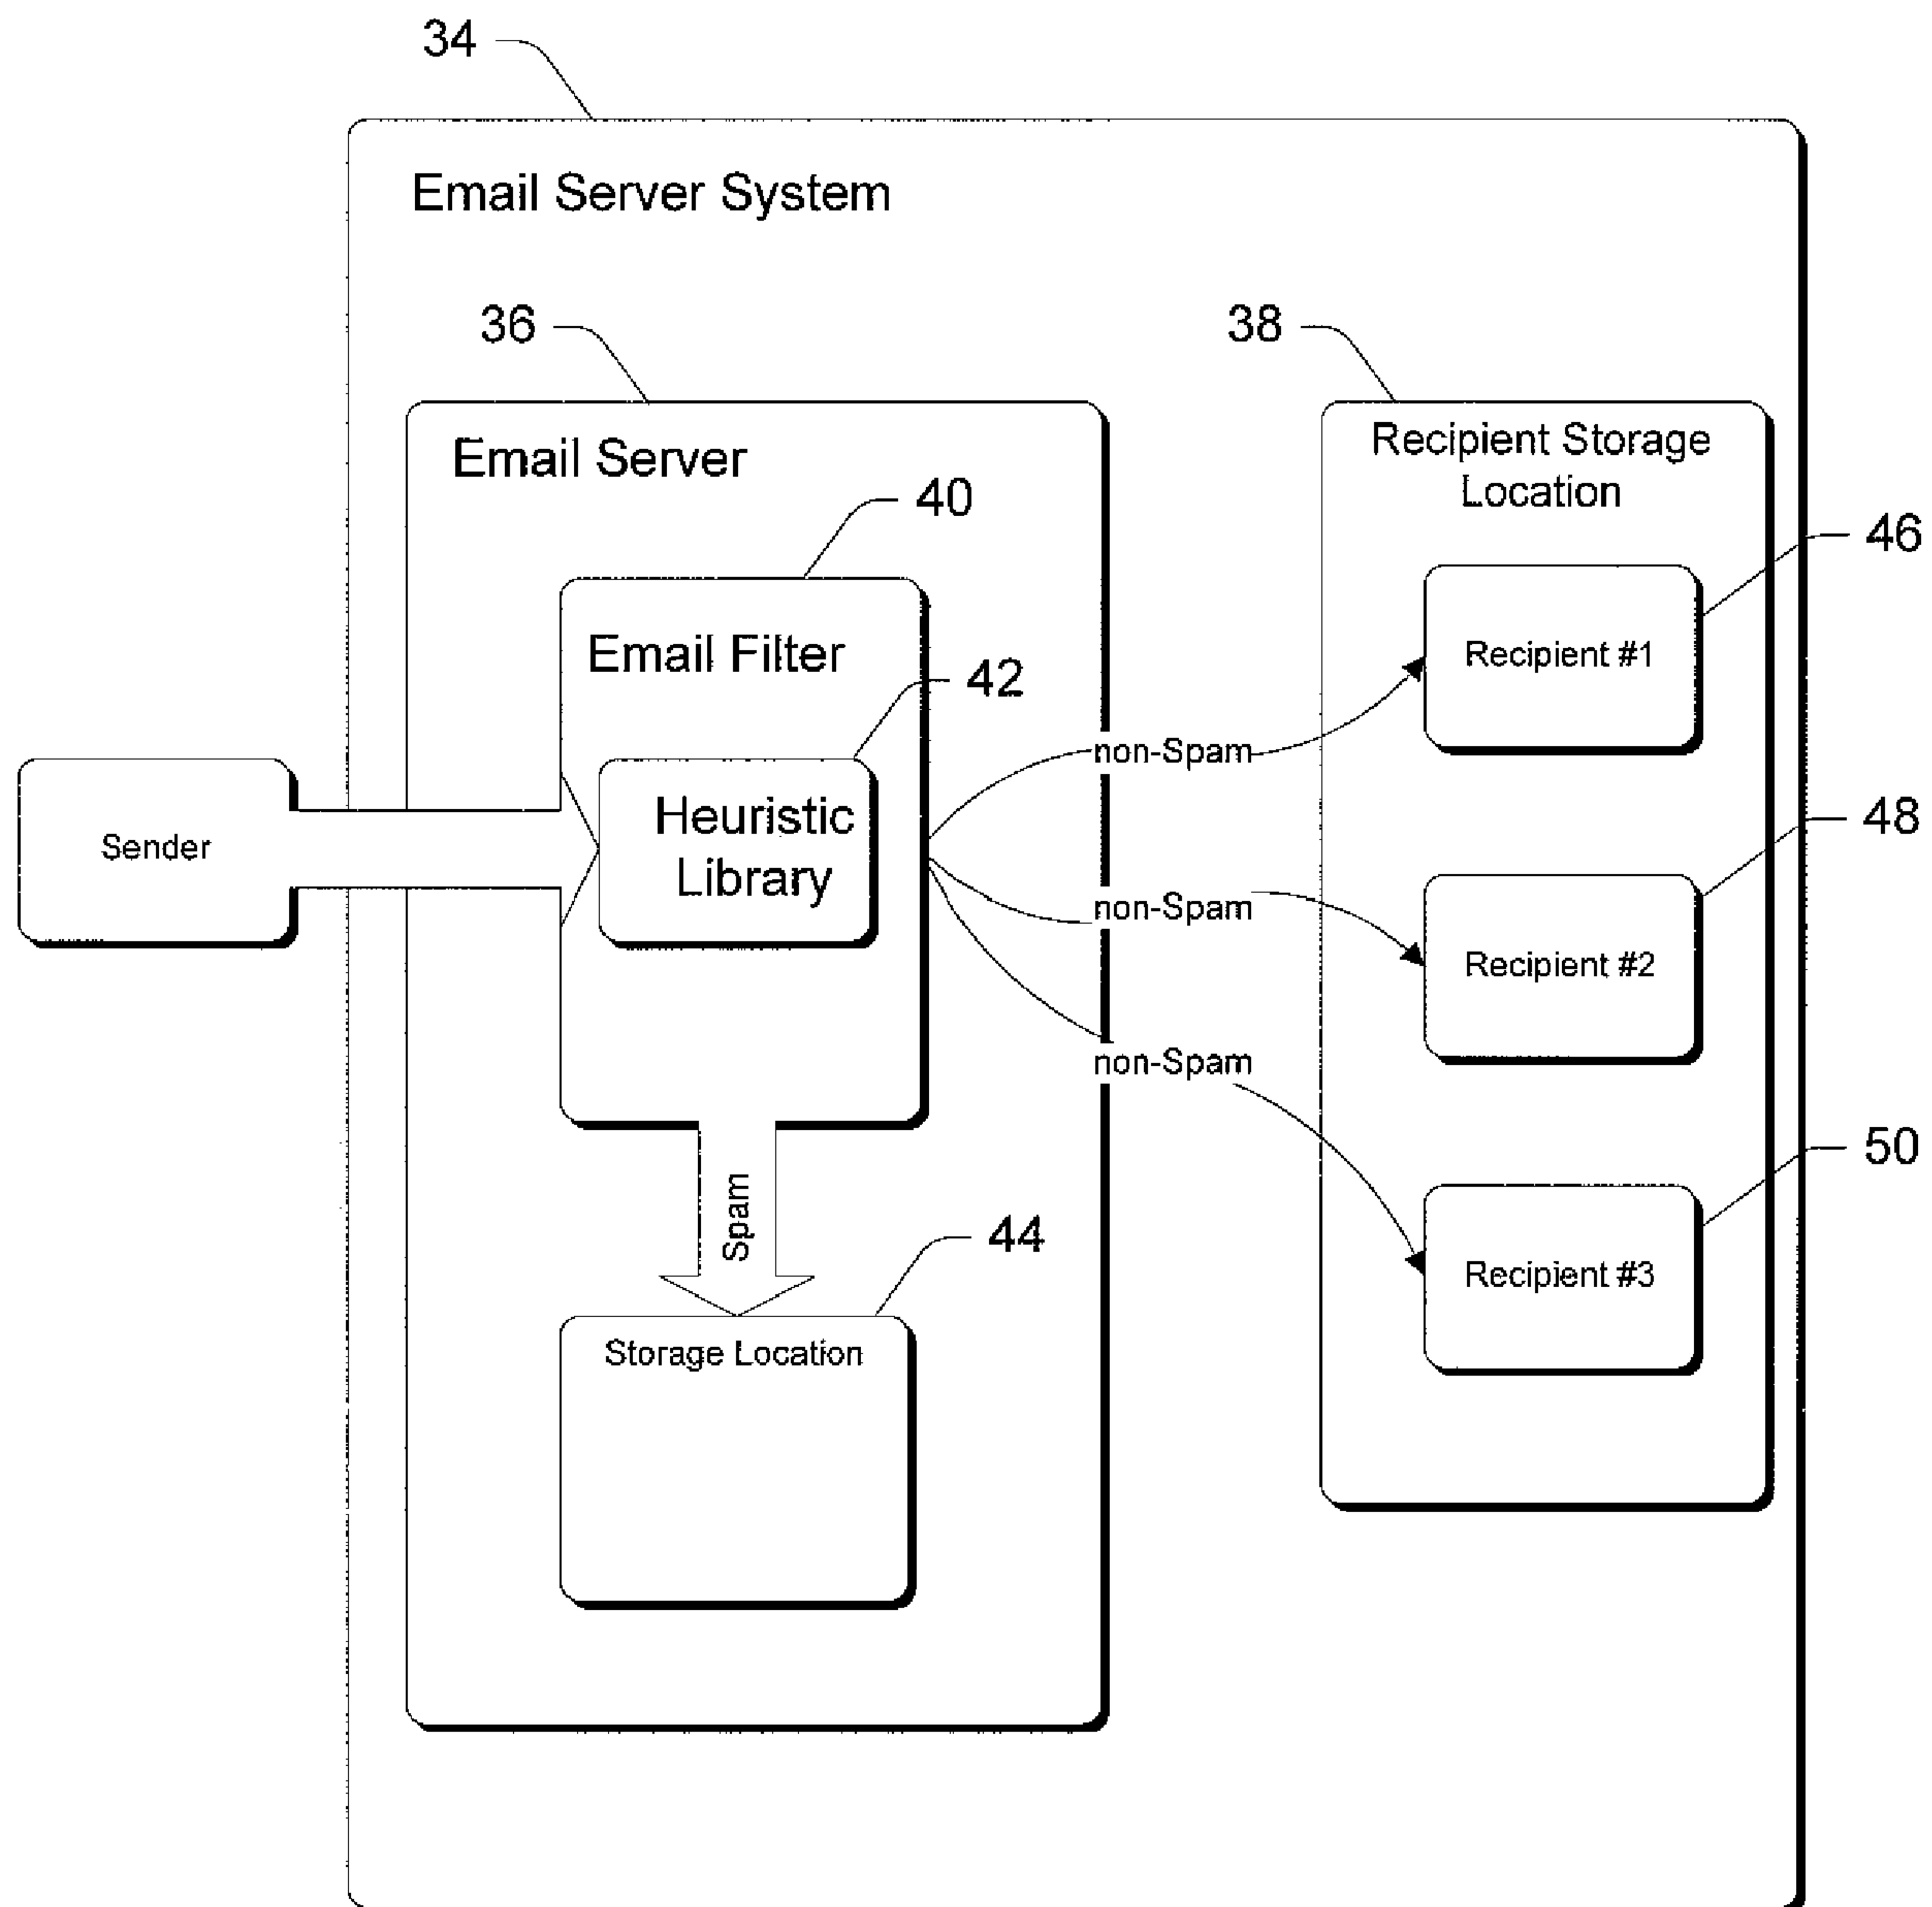 34
Email Server System
36
38
Email Server
Recipient Storage
Location
40
46
Email Filter
Recipient #1
42
non-Spam
Heuristic
Library
48
Sender
non-Spam
Recipient #2
non-Spam
50
Spam
44
Recipient #3
Storage Location